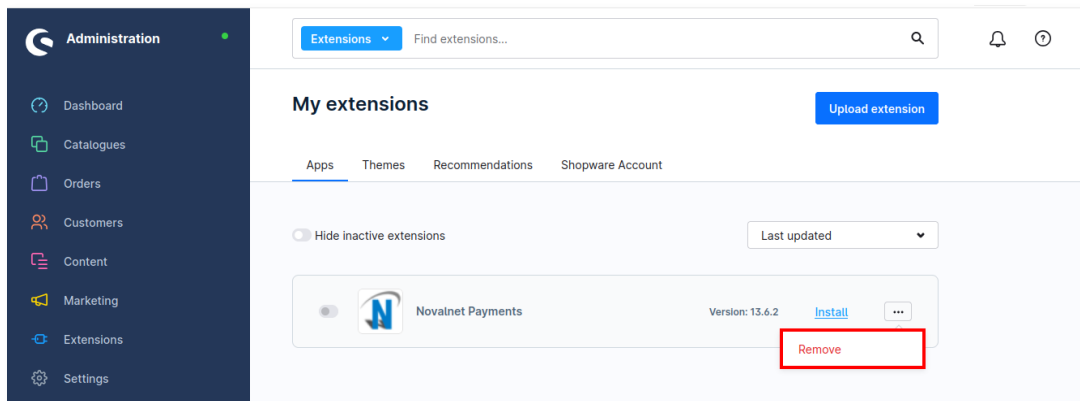 Administration
Dashboard
Catalogues
Orders
Customers
Content
Marketing
Extensions
Settings
Extensions Find extensions...
My extensions
Upload extension
Apps Themes Recommendations Shopware Account
Hide inactive extensions Last updated
N Novalnet Payments Version: 13.6.2 Install ...
Remove